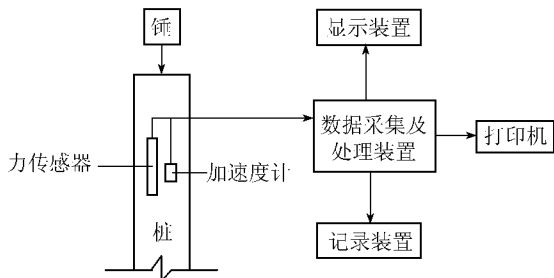 锤
显示装置
数据采集及
处理装置
打印机
力传感器
加速度计
桩
记录装置